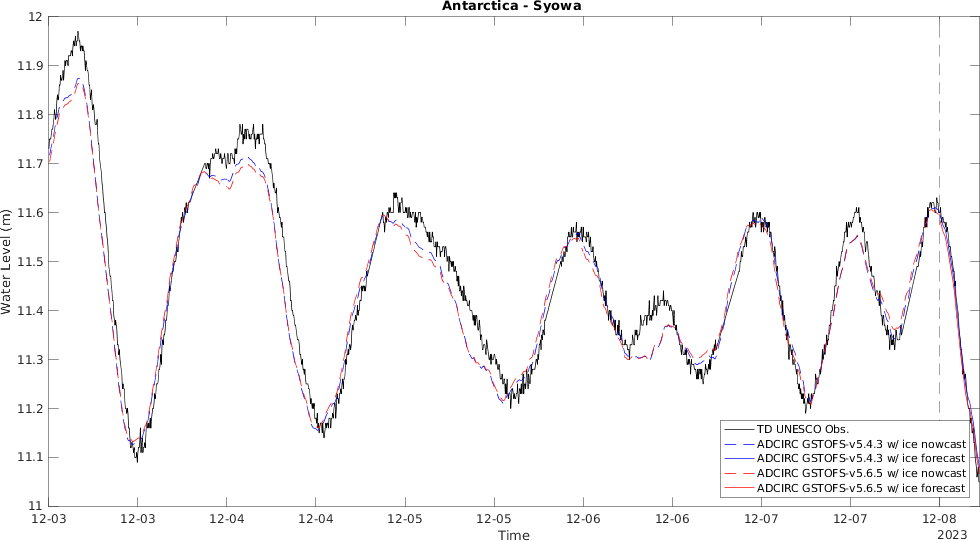 Antarctica - Syowa
12
11.9
11.8
11.7
11.6
11.5
11.4
11.3
11.2
11.1
11
Water Level (m)
TD UNESCO Obs.
ADCIRC GSTOFS-v5.4.3 w/ ice nowcast
ADCIRC GSTOFS-v5.4.3 w/ ice forecast
ADCIRC GSTOFS-v5.6.5 w/ ice nowcast
ADCIRC GSTOFS-v5.6.5 w/ ice forecast
12-03 12-03 12-04 12-04 12-05 12-05 12-06 12-06 12-07 12-07 12-08
Time
2023